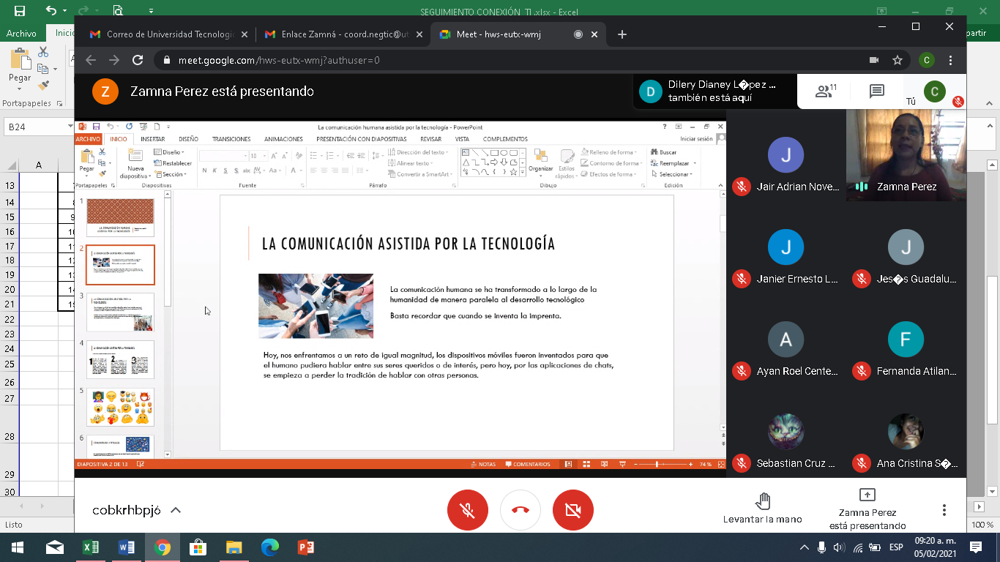 SEGUIMIENTO CONEXIÓN_TI .xlsx - Excel
Archivo
Correo de Universidad Tecnologi
Enlace Zamná - coord.negtic@ut
Meet - hws-eutx-wmj
meet.google.com/hws-eutx-wmj?authuser=0
Pegar
Portapapeles
B24
A
13
14
15
16
17
18
19
20
21
22
23
24
25
26
27
28
29
30
Z
Zamna Perez está presentando
D
Dilery Dianey L�pez ...
también está aquí
11
Tú
C
La comunicación humana asistida por la tecnología - PowerPoint
Iniciar sesión
ARCHIVO INICIO INSERTAR DISEÑO TRANSICIONES ANIMACIONES PRESENTACIÓN CON DIAPOSITIVAS REVISAR VISTA COMPLEMENTOS
Pegar
Nueva
diapositiva
Diseño
Restablecer
Sección
18
N K S
Dirección del texto
Alinear texto
Convertir a SmartArt
Organizar
Estilos
rápidos
Relleno de forma
Contorno de forma
Efectos de forma
Buscar
Reemplazar
Seleccionar
Portapapeles Diapositivas Fuente Párrafo Dibujo Edición
1
2
3
4
5
6
LA COMUNICACIÓN ASISTIDA POR LA TECNOLOGÍA
La comunicación humana se ha transformado a lo largo de la
humanidad de manera paralela al desarrollo tecnológico
Basta recordar que cuando se inventa la imprenta.
Hoy, nos enfrentamos a un reto de igual magnitud, los dispositivos móviles fueron inventados para que
el humano pudiera hablar entre sus seres queridos o de interés, pero hoy, por las aplicaciones de chats,
se empieza a perder la tradición de hablar con otras personas.
DIAPOSITIVA 2 DE 13
NOTAS
COMENTARIOS
74 %
J
Jair Adrian Nove...
Zamna Perez
J
Janier Ernesto L...
J
Jes�s Guadalu...
A
Ayan Roel Cente...
F
Fernanda Atilan...
Sebastian Cruz ...
Ana Cristina S�...
cobkrhbpj6
Levantar la mano
Zamna Perez
está presentando
Listo
100 %
ESP
09:20 a. m.
05/02/2021